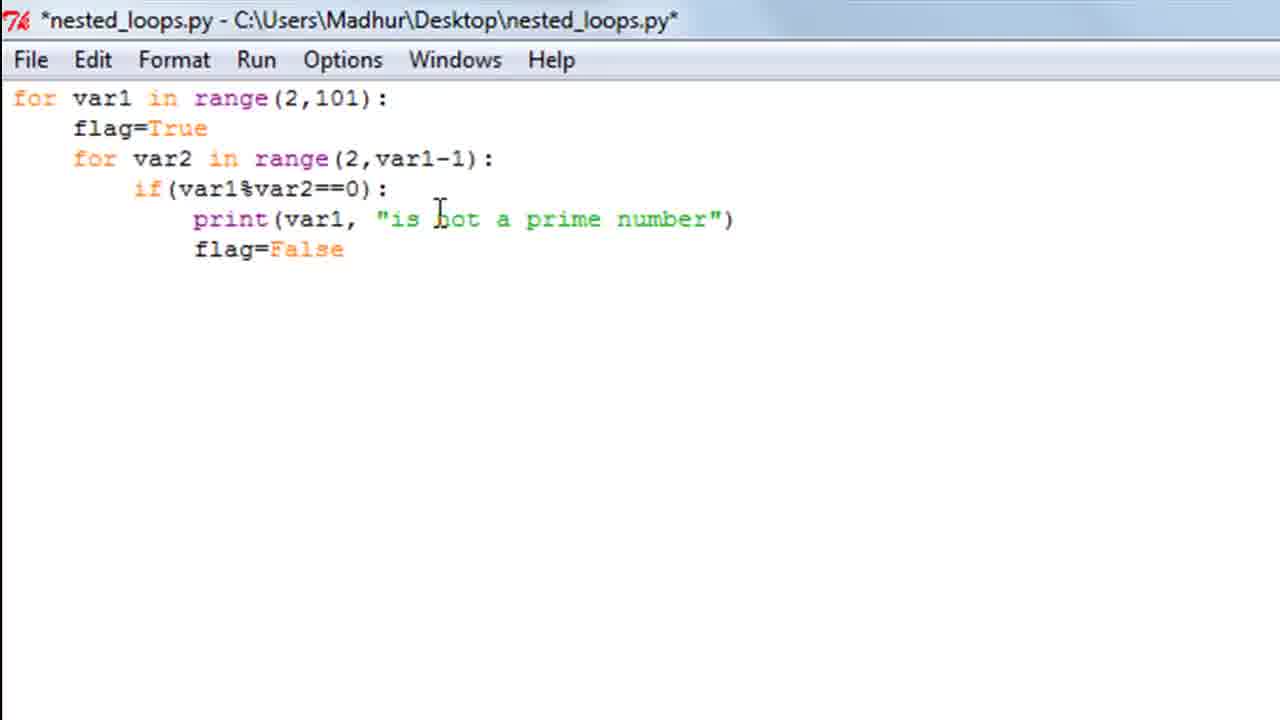 *nested_loops.py - C:\Users\Madhur\Desktop\nested_loops.py*
File Edit Format Run Options Windows Help
for var1 in range(2,101):
    flag=True
    for var2 in range(2,var1-1):
        if(var1%var2==0):
            print(var1, "is not a prime number")
            flag=False